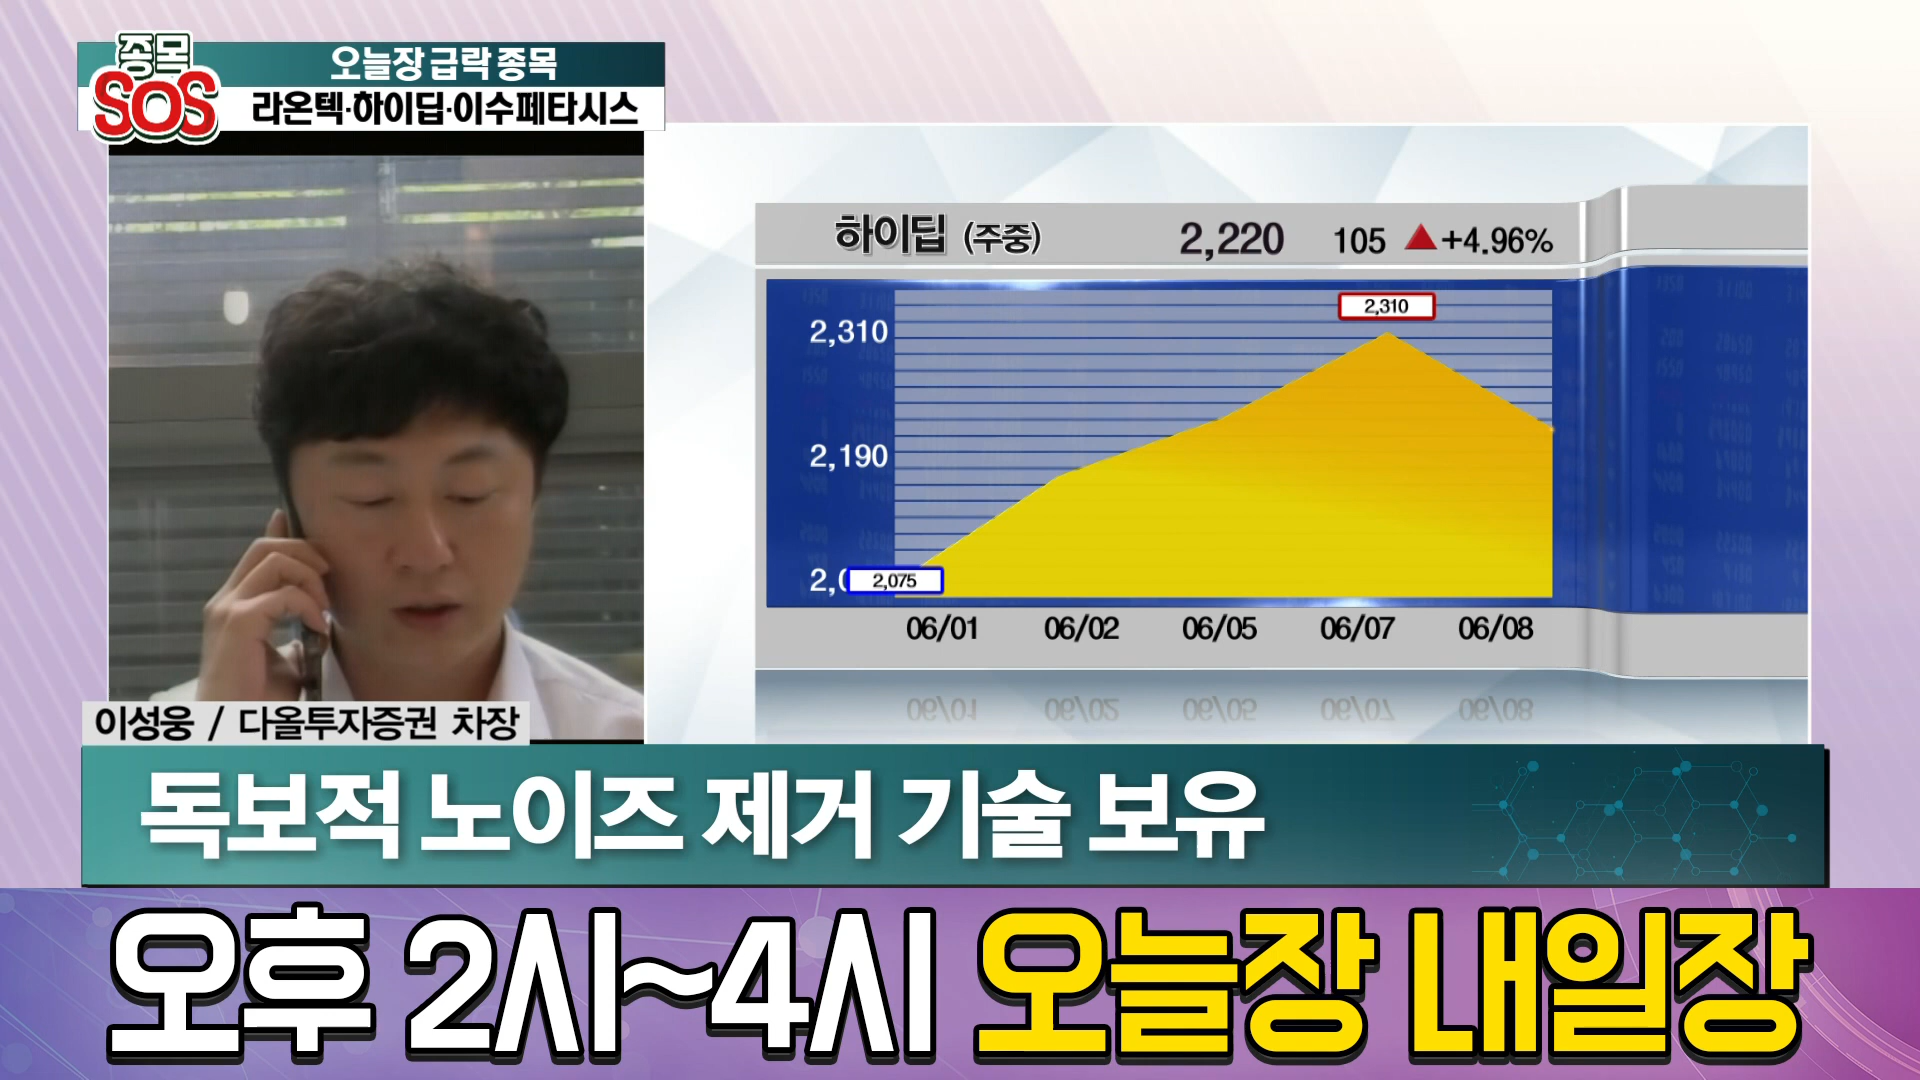 종목
SOS
오늘장 급락 종목
라온텍·하이딥·이수페타시스
하이딥 (주중) 2,220 105 ▲+4.96%
2,310
2,310
2,190
2,075
06/01 06/02 06/05 06/07 06/08
이성웅 / 다올투자증권 차장
독보적 노이즈 제거 기술 보유
오후 2시~4시 오늘장 내일장